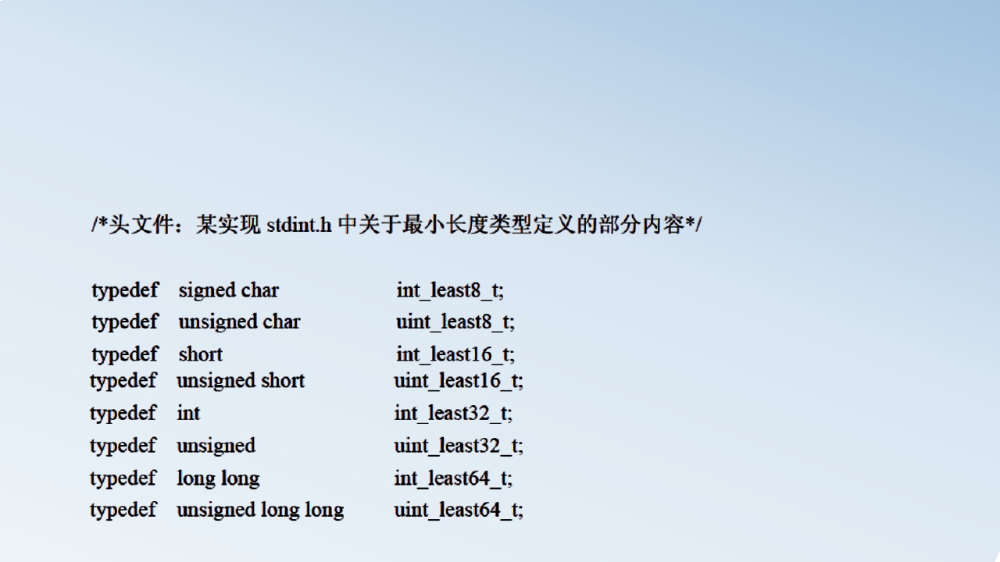 /*头文件：某实现 stdint.h 中关于最小长度类型定义的部分内容*/
typedef signed char int_least8_t;
typedef unsigned char uint_least8_t;
typedef short int_least16_t;
typedef unsigned short uint_least16_t;
typedef int int_least32_t;
typedef unsigned uint_least32_t;
typedef long long int_least64_t;
typedef unsigned long long uint_least64_t;